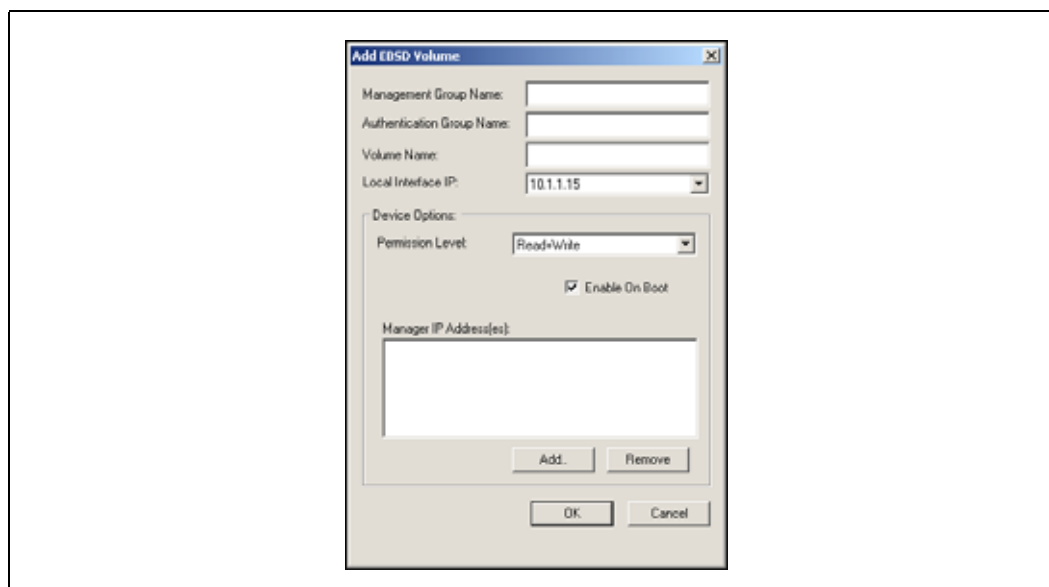 Add EBSD Volume
Management Group Name:
Authentication Group Name:
Volume Name:
Local Interface IP: 10.1.1.15
Device Options:
Permission Level: Read+Write
Enable On Boot
Manager IP Address(es):
Add.. Remove
OK Cancel